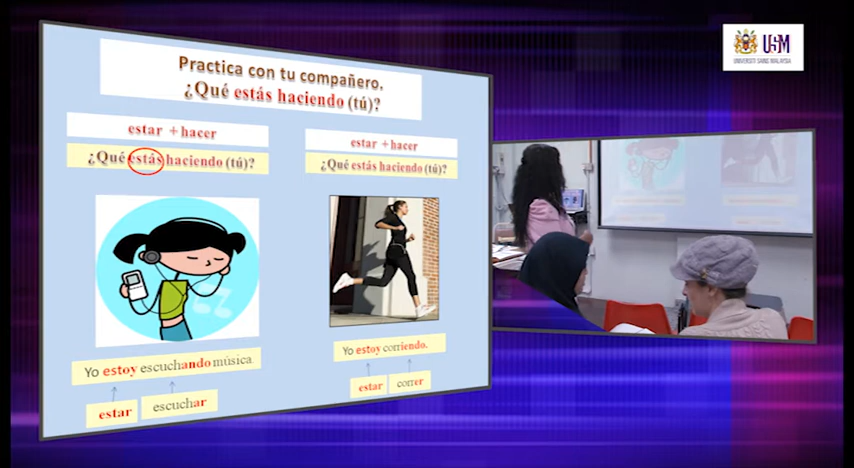 Practica con tu compañero.
¿Qué estás haciendo (tú)?
estar + hacer
¿Qué estás haciendo (tú)?
Yo estoy escuchando música
estar
escuchar
estar + hacer
¿Qué estás haciendo (tú)?
Yo estoy corriendo.
estar
correr
USM
UNIVERSITI SAINS MALAYSIA